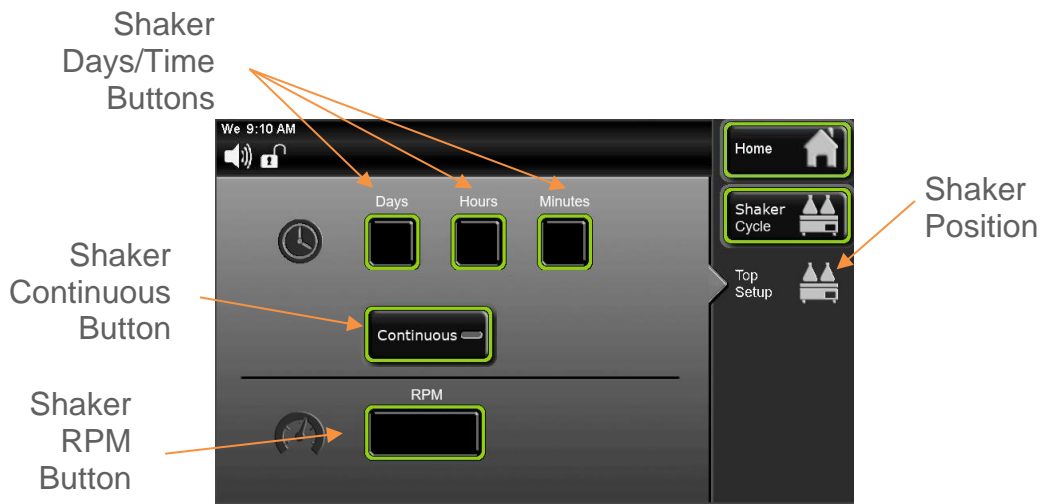 Shaker
Days/Time
Buttons
We 9:10 AM
Home
Days Hours Minutes
Shaker
Cycle
Shaker
Position
Shaker
Continuous
Button
Top
Setup
Continuous
RPM
Shaker
RPM
Button